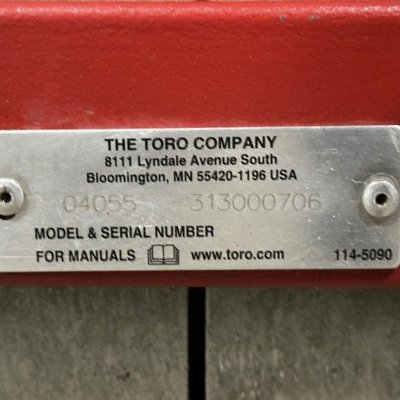 THE TORO COMPANY
8111 Lyndale Avenue South
Bloomington, MN 55420-1196 USA
04055 313000706
MODEL & SERIAL NUMBER
FOR MANUALS www.toro.com 114-5090